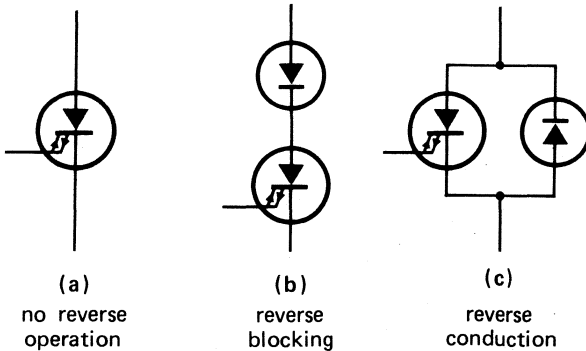 (a)
no reverse
operation
(b)
reverse
blocking
(c)
reverse
conduction